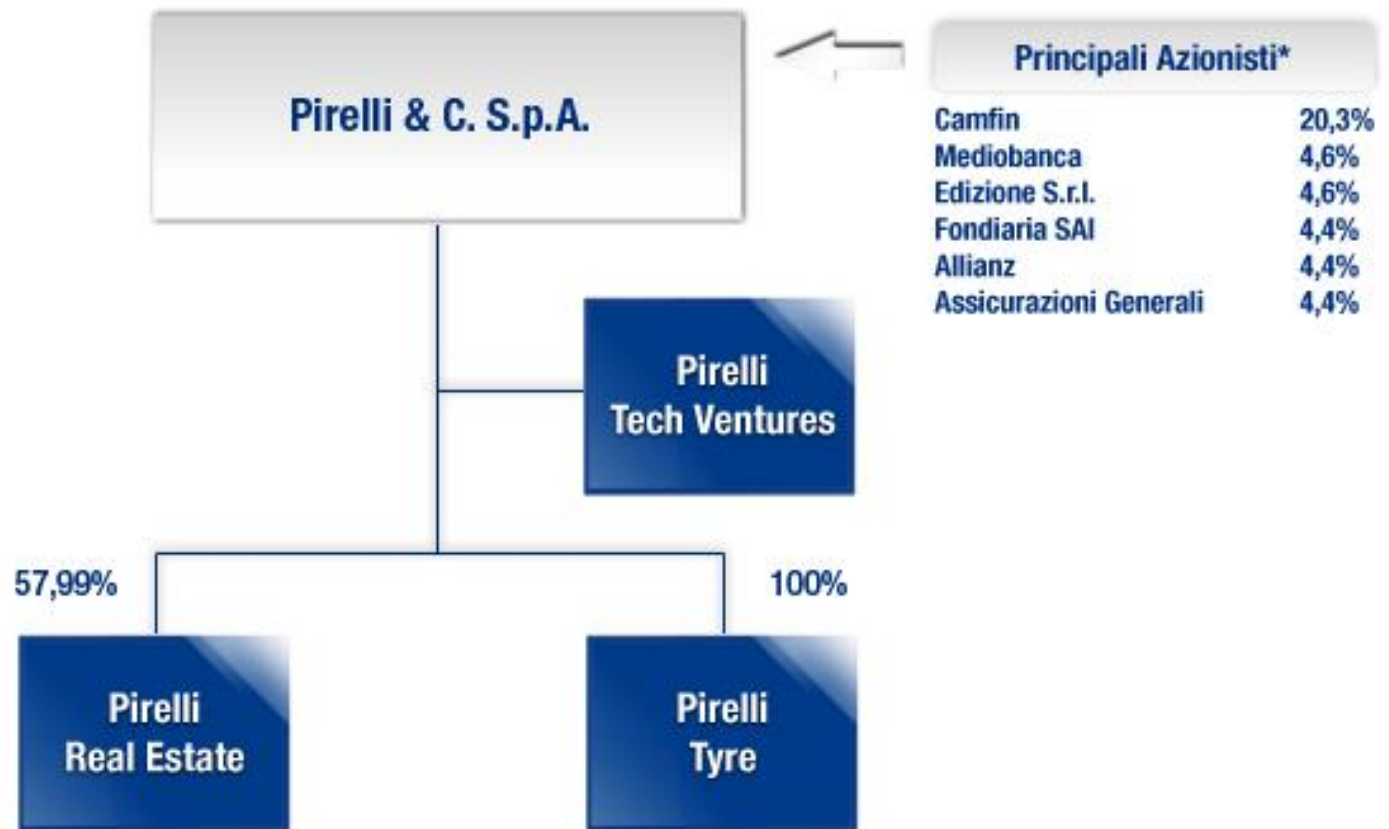 Pirelli & C. S.p.A.
Principali Azionisti*
Camfin 20,3%
Mediobanca 4,6%
Edizione S.r.l. 4,6%
Fondiaria SAI 4,4%
Allianz 4,4%
Assicurazioni Generali 4,4%
Pirelli
Tech Ventures
57,99%
100%
Pirelli
Real Estate
Pirelli
Tyre